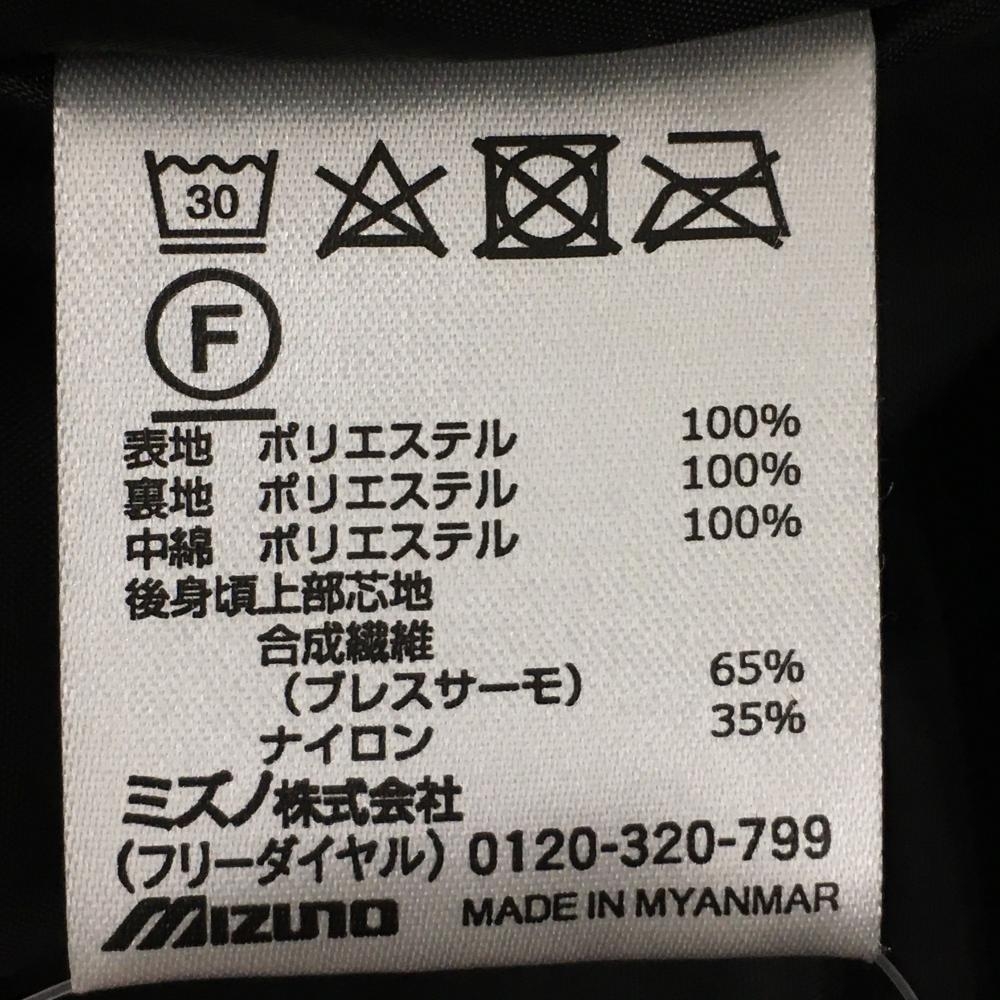 30
F
表地 ポリエステル 100%
裏地 ポリエステル 100%
中綿 ポリエステル 100%
後身頃上部芯地
合成繊維
(ブレスサーモ) 65%
ナイロン 35%
ミズノ株式会社
(フリーダイヤル) 0120-320-799
MIZUNO MADE IN MYANMAR